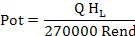 Pot = Q H_L / 270000 Rend